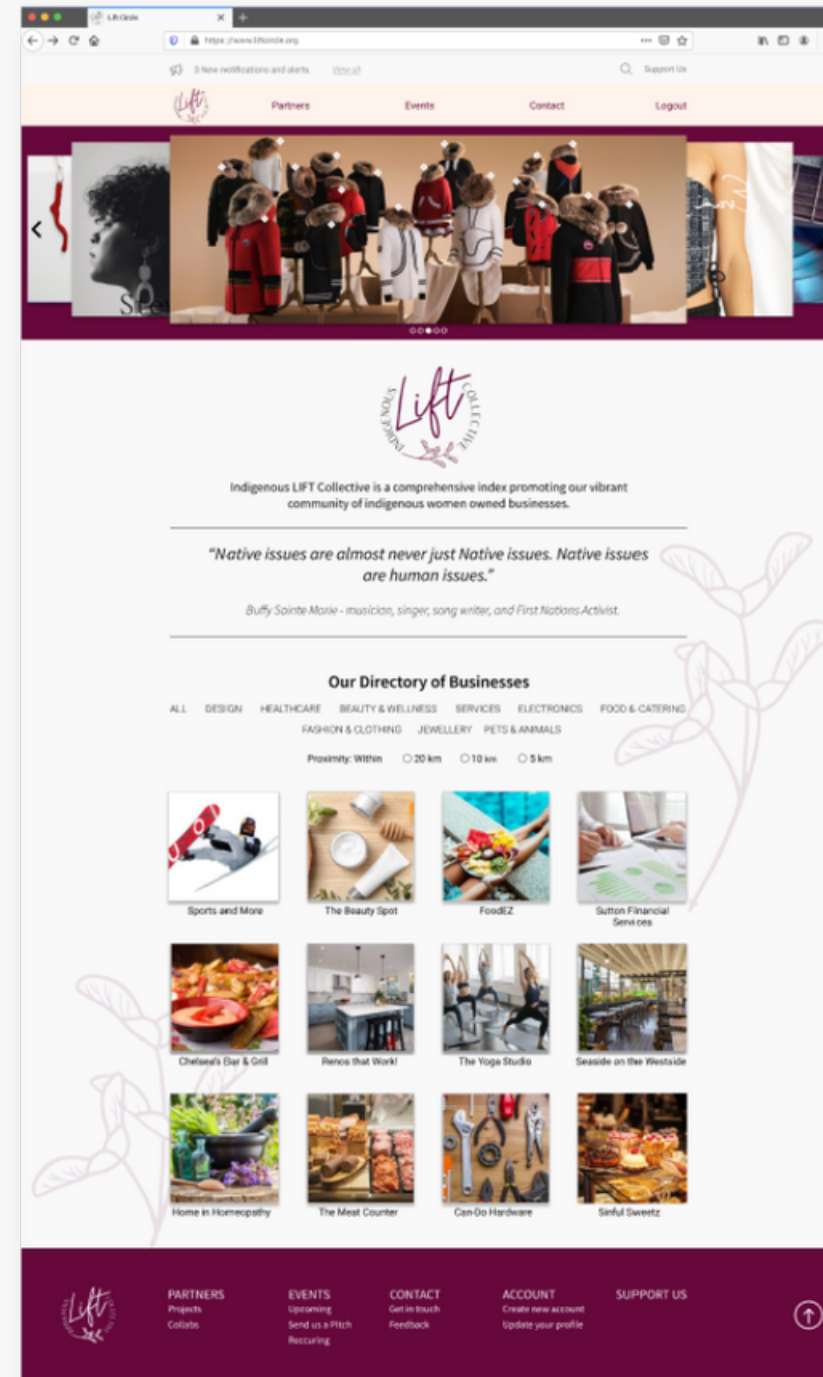 Lift Circle
https://www.liftcircle.org
3 New notifications and alerts. View all
Support Us
Lift
Partners
Events
Contact
Logout
Lift
INDIGENOUS COLLECTIVE
Indigenous LIFT Collective is a comprehensive index promoting our vibrant
community of indigenous women owned businesses.
"Native issues are almost never just Native issues. Native issues
are human issues."
Buffy Sainte Marie - musician, singer, song writer, and First Nations Activist.
Our Directory of Businesses
ALL DESIGN HEALTHCARE BEAUTY & WELLNESS SERVICES ELECTRONICS FOOD & CATERING
FASHION & CLOTHING JEWELLERY PETS & ANIMALS
Proximity: Within 20 km 10 km 5 km
Sports and More
The Beauty Spot
FoodEZ
Sutton Financial
Services
Chelsea's Bar & Grill
Renos that Work!
The Yoga Studio
Seaside on the Westside
Home in Homeopathy
The Meat Counter
Can-Do Hardware
Sinful Sweetz
Lift
PARTNERS
Projects
Collabs
EVENTS
Upcoming
Send us a Pitch
Reccuring
CONTACT
Get in touch
Feedback
ACCOUNT
Create new account
Update your profile
SUPPORT US